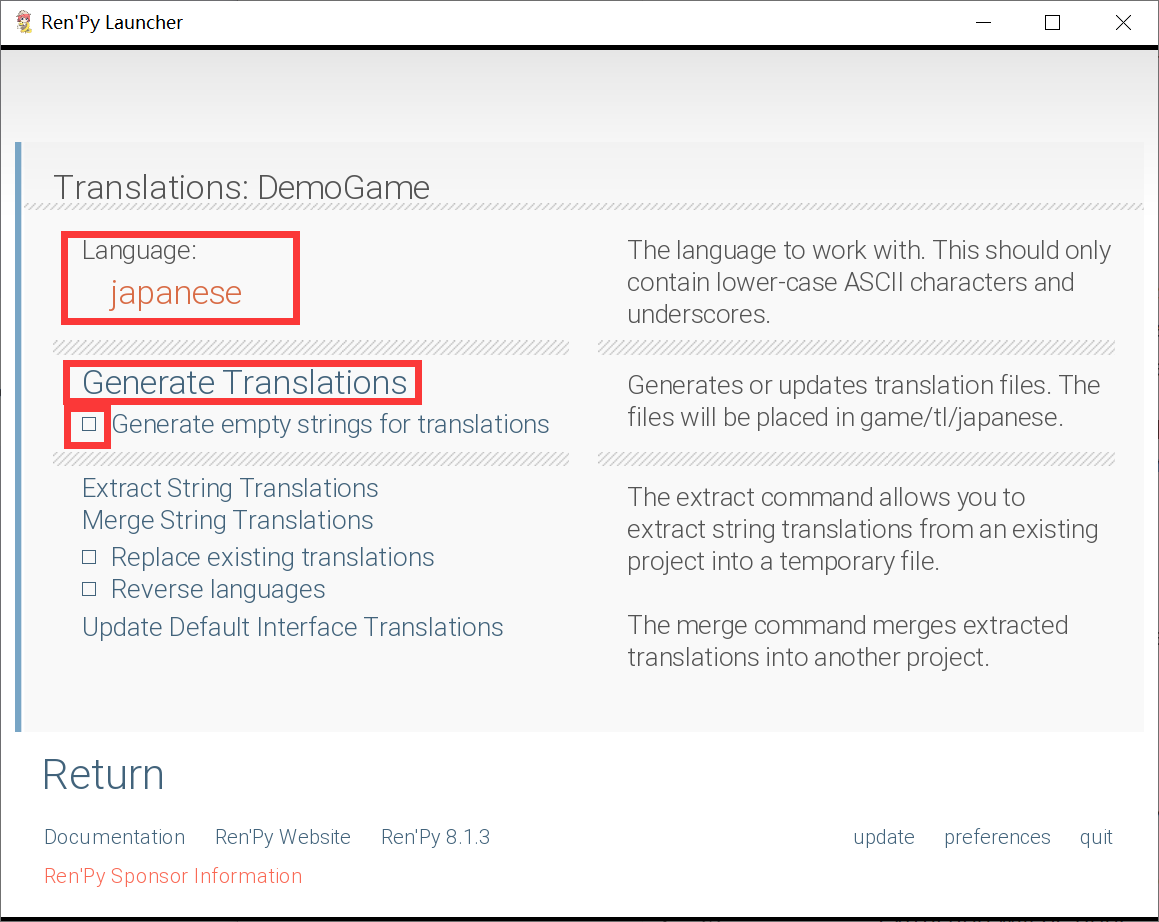 Ren'Py Launcher
Translations: DemoGame
Language:
japanese
The language to work with. This should only
contain lower-case ASCII characters and
underscores.
Generate Translations
Generate empty strings for translations
Generates or updates translation files. The
files will be placed in game/tl/japanese.
Extract String Translations
Merge String Translations
Replace existing translations
Reverse languages
Update Default Interface Translations
The extract command allows you to
extract string translations from an existing
project into a temporary file.
The merge command merges extracted
translations into another project.
Return
Documentation Ren'Py Website Ren'Py 8.1.3 update preferences quit
Ren'Py Sponsor Information